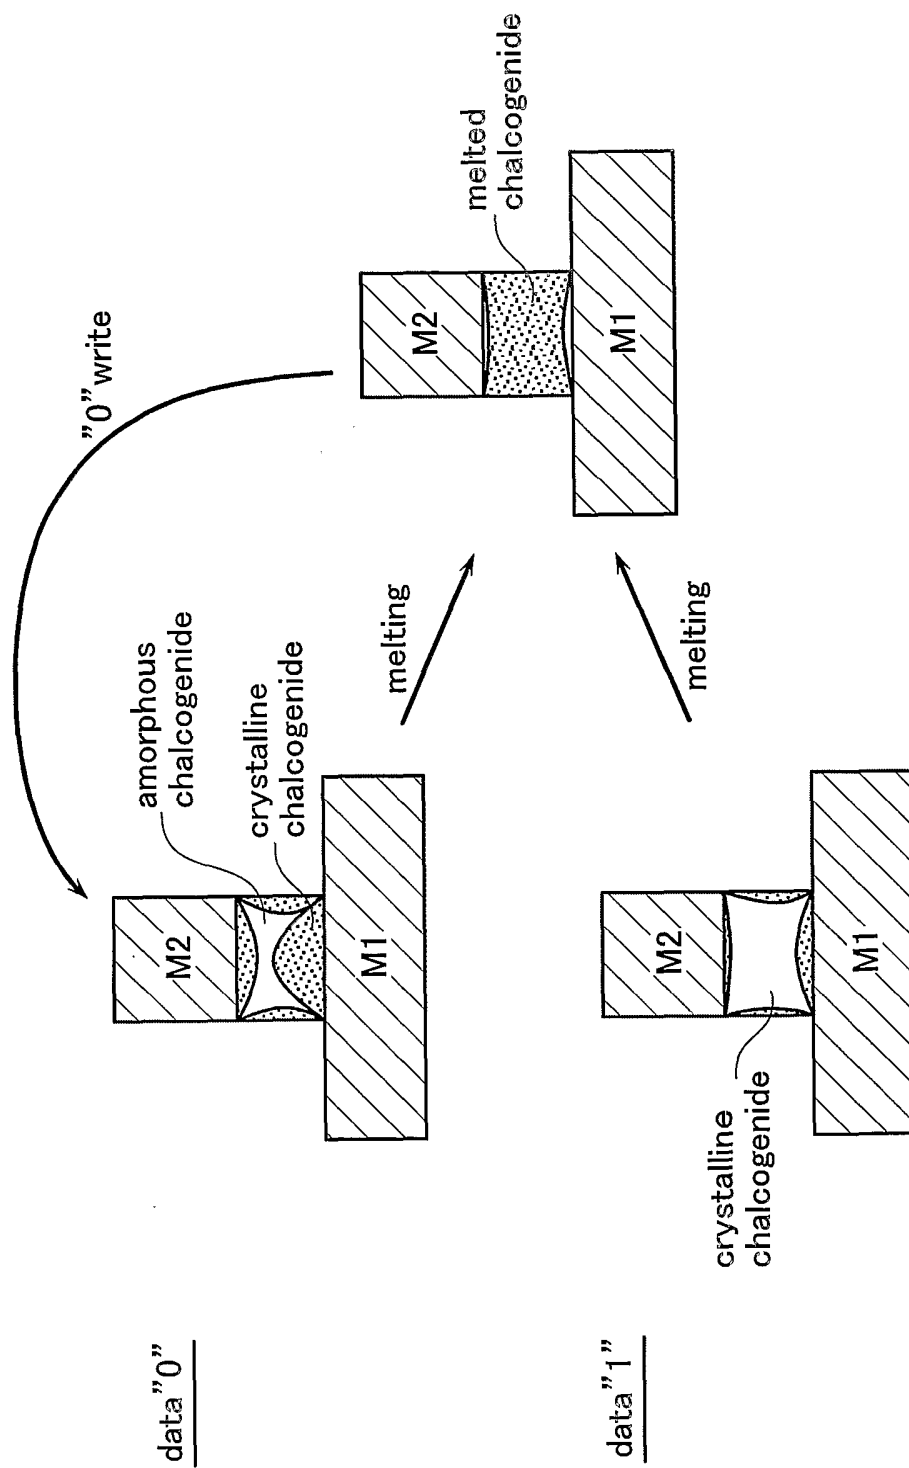 data"0"
M2
M1
amorphous
chalcogenide
crystalline
chalcogenide
"0"write
melting
M2
M1
melted
chalcogenide
data"1"
crystalline
chalcogenide
M2
M1
melting